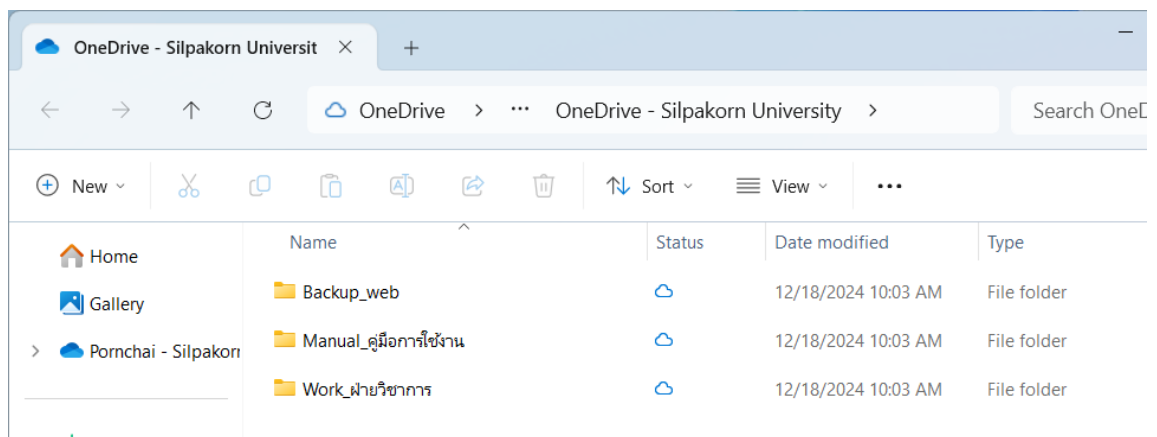 OneDrive - Silpakorn Universit
OneDrive > ... OneDrive - Silpakorn University >
Search OneD
New
Sort
View
Name Status Date modified Type
Home
Gallery
Pornchai - Silpakorn
Backup_web 12/18/2024 10:03 AM File folder
Manual_คู่มือการใช้งาน 12/18/2024 10:03 AM File folder
Work_ฝ่ายวิชาการ 12/18/2024 10:03 AM File folder